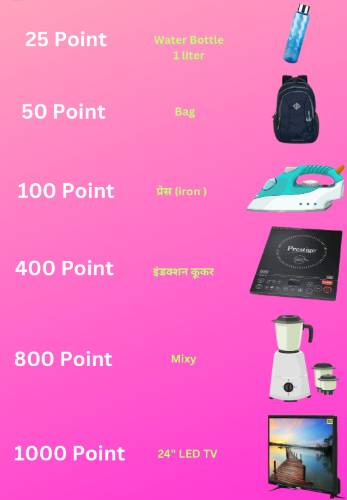 25 Point
Water Bottle
1 liter
50 Point
Bag
100 Point
प्रेस (iron )
400 Point
इंडक्शन कूकर
Prestige
800 Point
Mixy
1000 Point
24" LED TV